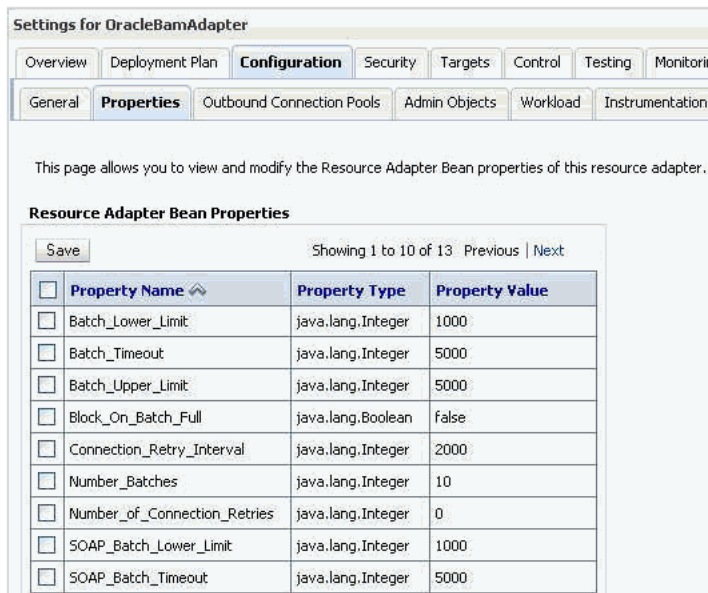 Settings for OracleBamAdapter
Overview Deployment Plan Configuration Security Targets Control Testing Monitorin
General Properties Outbound Connection Pools Admin Objects Workload Instrumentation
This page allows you to view and modify the Resource Adapter Bean properties of this resource adapter.
Resource Adapter Bean Properties
Save Showing 1 to 10 of 13 Previous | Next
Property Name Property Type Property Value
Batch_Lower_Limit java.lang.Integer 1000
Batch_Timeout java.lang.Integer 5000
Batch_Upper_Limit java.lang.Integer 5000
Block_On_Batch_Full java.lang.Boolean false
Connection_Retry_Interval java.lang.Integer 2000
Number_Batches java.lang.Integer 10
Number_of_Connection_Retries java.lang.Integer 0
SOAP_Batch_Lower_Limit java.lang.Integer 1000
SOAP_Batch_Timeout java.lang.Integer 5000